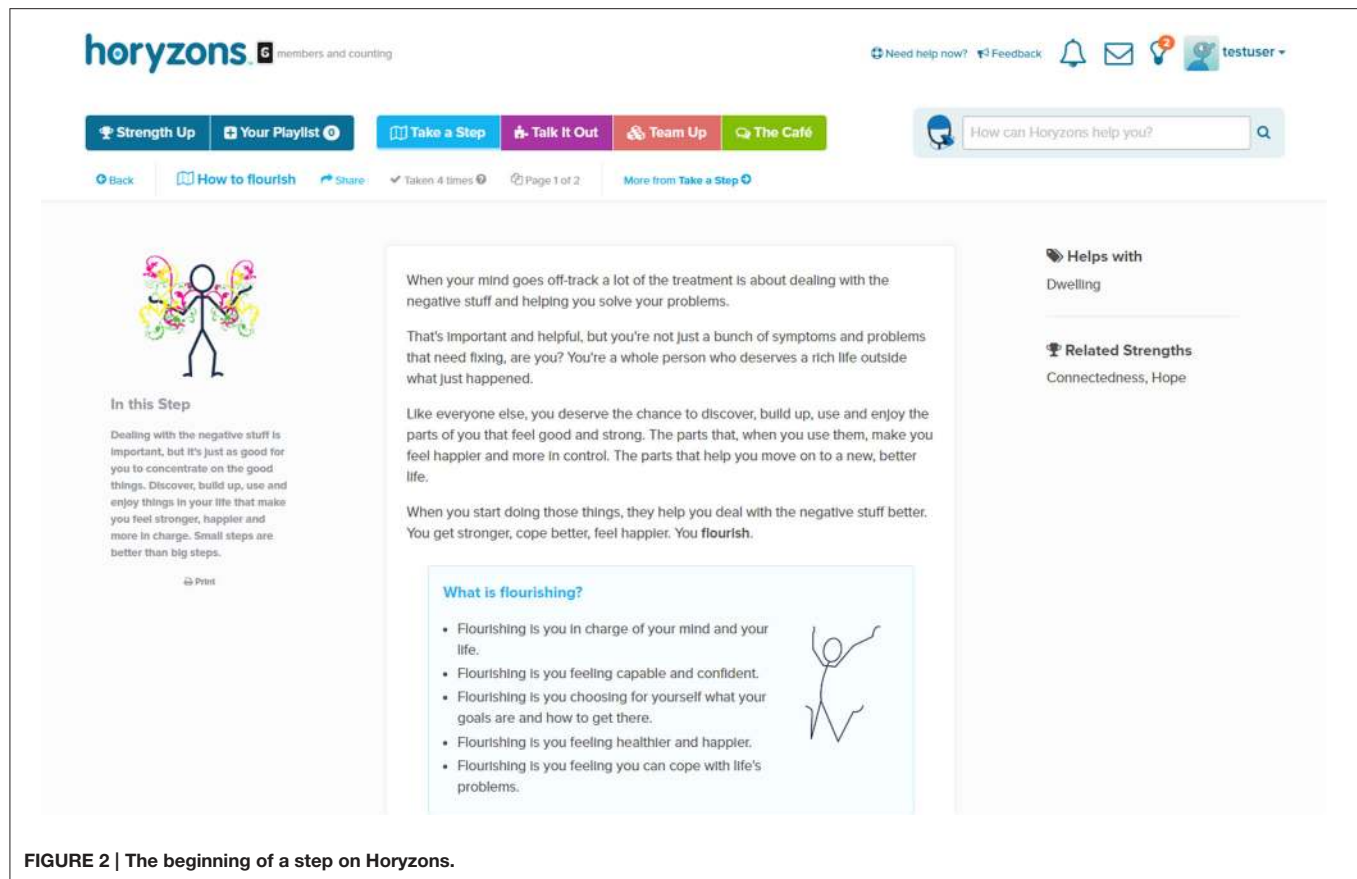 horyzons. 6 members and counting
Need help now? Feedback 2 testuser
Strength Up Your Playlist 0 Take a Step Talk It Out Team Up The Café How can Horyzons help you?
Back How to flourish Share Taken 4 times Page 1 of 2 More from Take a Step
In this Step
Dealing with the negative stuff is
important, but it's just as good for
you to concentrate on the good
things. Discover, build up, use and
enjoy things in your life that make
you feel stronger, happier and
more in charge. Small steps are
better than big steps.
Print
When your mind goes off-track a lot of the treatment is about dealing with the
negative stuff and helping you solve your problems.
That's important and helpful, but you're not just a bunch of symptoms and problems
that need fixing, are you? You're a whole person who deserves a rich life outside
what just happened.
Like everyone else, you deserve the chance to discover, build up, use and enjoy the
parts of you that feel good and strong. The parts that, when you use them, make you
feel happier and more in control. The parts that help you move on to a new, better
life.
When you start doing those things, they help you deal with the negative stuff better.
You get stronger, cope better, feel happier. You flourish.
What is flourishing?
• Flourishing is you in charge of your mind and your
life.
• Flourishing is you feeling capable and confident.
• Flourishing is you choosing for yourself what your
goals are and how to get there.
• Flourishing is you feeling healthier and happier.
• Flourishing is you feeling you can cope with life's
problems.
Helps with
Dwelling
Related Strengths
Connectedness, Hope
FIGURE 2 | The beginning of a step on Horyzons.